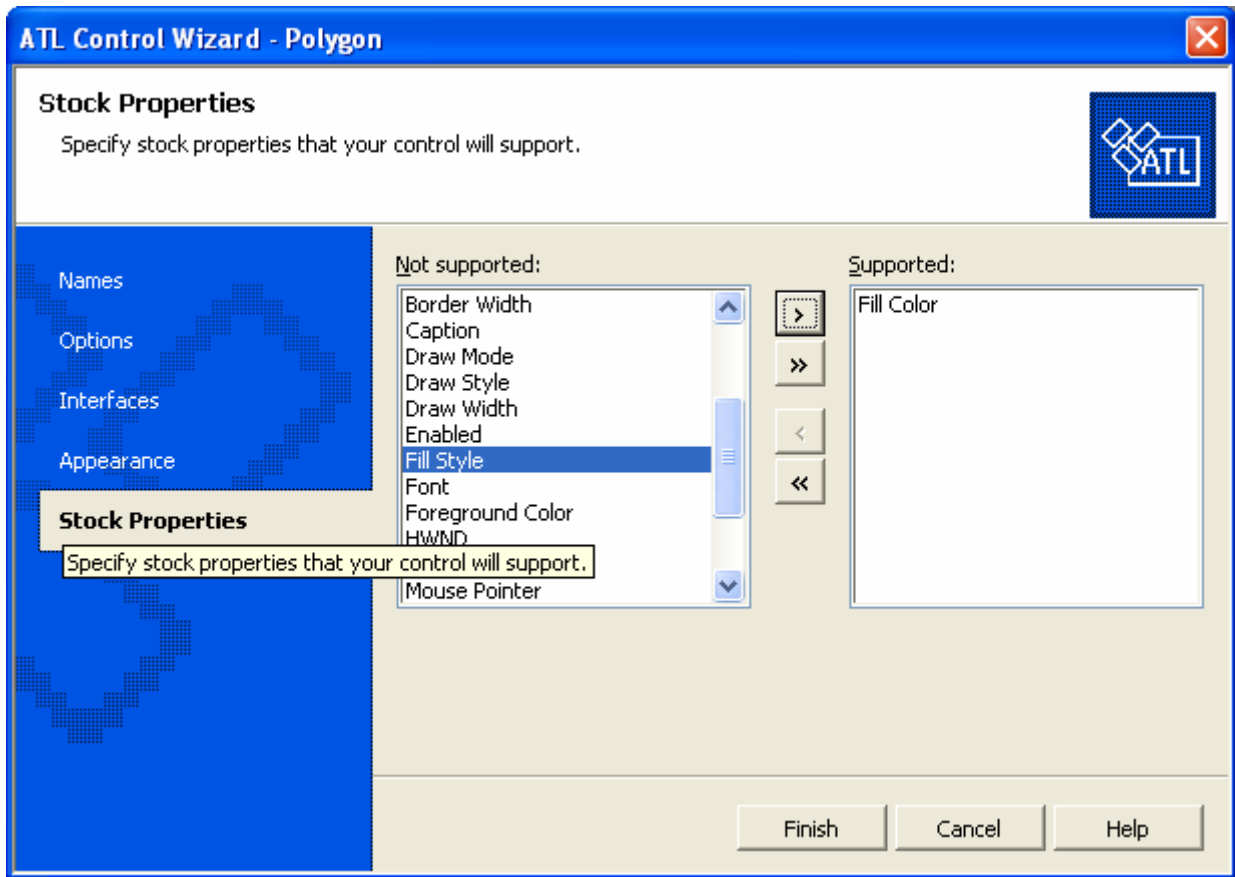 ATL Control Wizard - Polygon
Stock Properties
Specify stock properties that your control will support.
ATL
Names
Options
Interfaces
Appearance
Stock Properties
Specify stock properties that your control will support.
Not supported:
Border Width
Caption
Draw Mode
Draw Style
Draw Width
Enabled
Fill Style
Font
Foreground Color
HWND
Mouse Pointer
>
>>
<
<<
Supported:
Fill Color
Finish
Cancel
Help